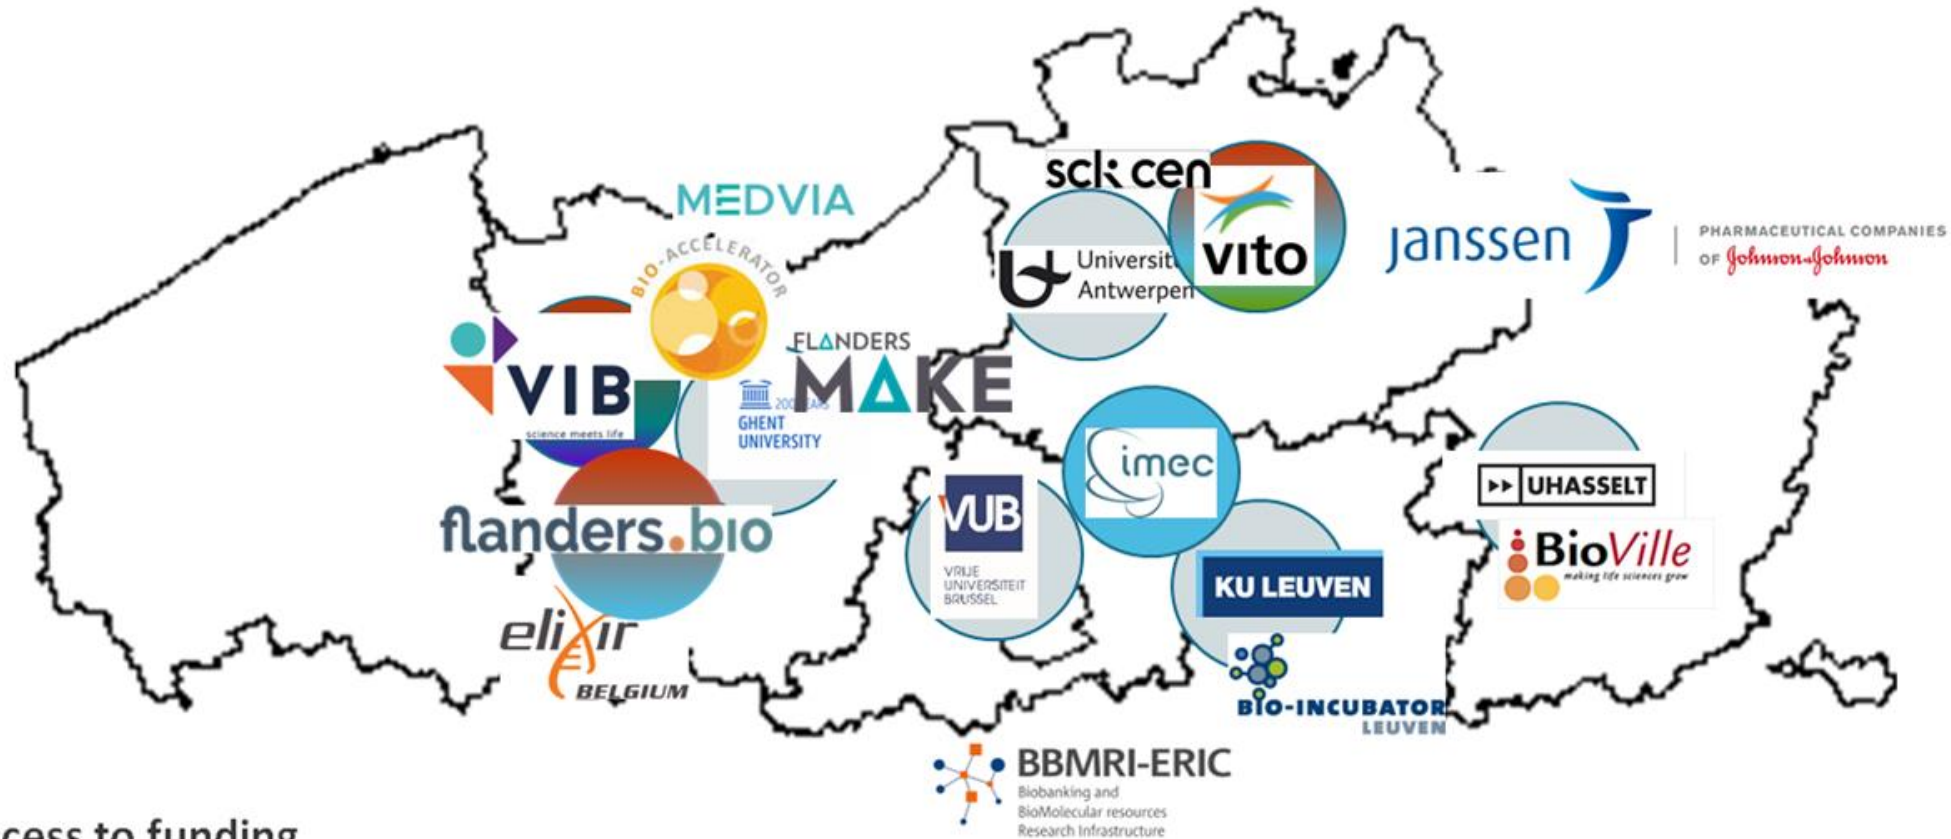 sck cen
MEDVIA
vito
janssen
PHARMACEUTICAL COMPANIES
OF Johnson & Johnson
BIO-ACCELERATOR
Universit
Antwerpen
FLANDERS
MAKE
VIB
science meets life
200 YEARS
GHENT
UNIVERSITY
imec
UHASSELT
VUB
VRIJE
UNIVERSITEIT
BRUSSEL
flanders.bio
BioVille
making life sciences grow
KU LEUVEN
elixir
BELGIUM
BIO-INCUBATOR
LEUVEN
BBMRI-ERIC
Biobanking and
BioMolecular resources
Research Infrastructure
cess to funding